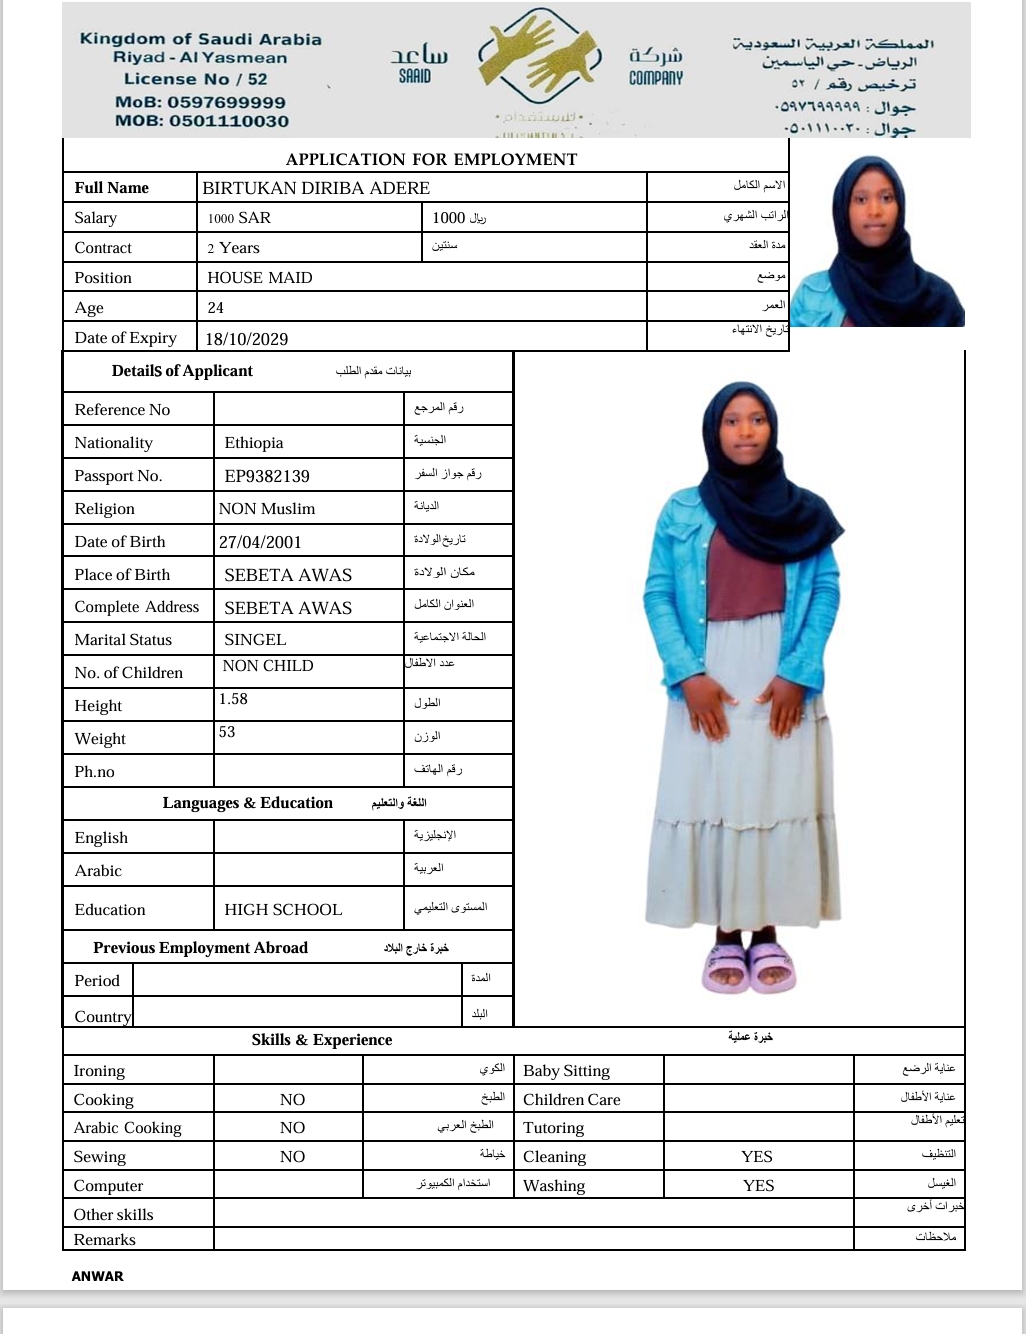 Kingdom of Saudi Arabia
Riyad - Al Yasmean
License No / 52
MoB: 0597699999
MOB: 0501110030
ساعد
SAAID
شركة
COMPANY
للاستقدام
المملكة العربية السعودية
الرياض - حي الياسمين
ترخيص رقم / ٥٢
جوال : ٠٥٩٧٦٩٩٩٩٩
جوال : ٠٥٠١١١٠٠٣٠
APPLICATION FOR EMPLOYMENT
Full Name BIRTUKAN DIRIBA ADERE الاسم الكامل
Salary 1000 SAR 1000 ريال الراتب الشهري
Contract 2 Years سنتين مدة العقد
Position HOUSE MAID موضع
Age 24 العمر
Date of Expiry 18/10/2029 تاريخ الانتهاء
Details of Applicant بيانات مقدم الطلب
Reference No رقم المرجع
Nationality Ethiopia الجنسية
Passport No. EP9382139 رقم جواز السفر
Religion NON Muslim الديانة
Date of Birth 27/04/2001 تاريخ الولادة
Place of Birth SEBETA AWAS مكان الولادة
Complete Address SEBETA AWAS العنوان الكامل
Marital Status SINGEL الحالة الاجتماعية
No. of Children NON CHILD عدد الاطفال
Height 1.58 الطول
Weight 53 الوزن
Ph.no رقم الهاتف
Languages & Education اللغة والتعليم
English الإنجليزية
Arabic العربية
Education HIGH SCHOOL المستوى التعليمي
Previous Employment Abroad خبرة خارج البلاد
Period المدة
Country البلد
Skills & Experience خبرة عملية
Ironing الكوي Baby Sitting عناية الرضع
Cooking NO الطبخ Children Care عناية الأطفال
Arabic Cooking NO الطبخ العربي Tutoring تعليم الأطفال
Sewing NO خياطة Cleaning YES التنظيف
Computer استخدام الكمبيوتر Washing YES الغيسل
Other skills خبرات أخرى
Remarks ملاحظات
ANWAR